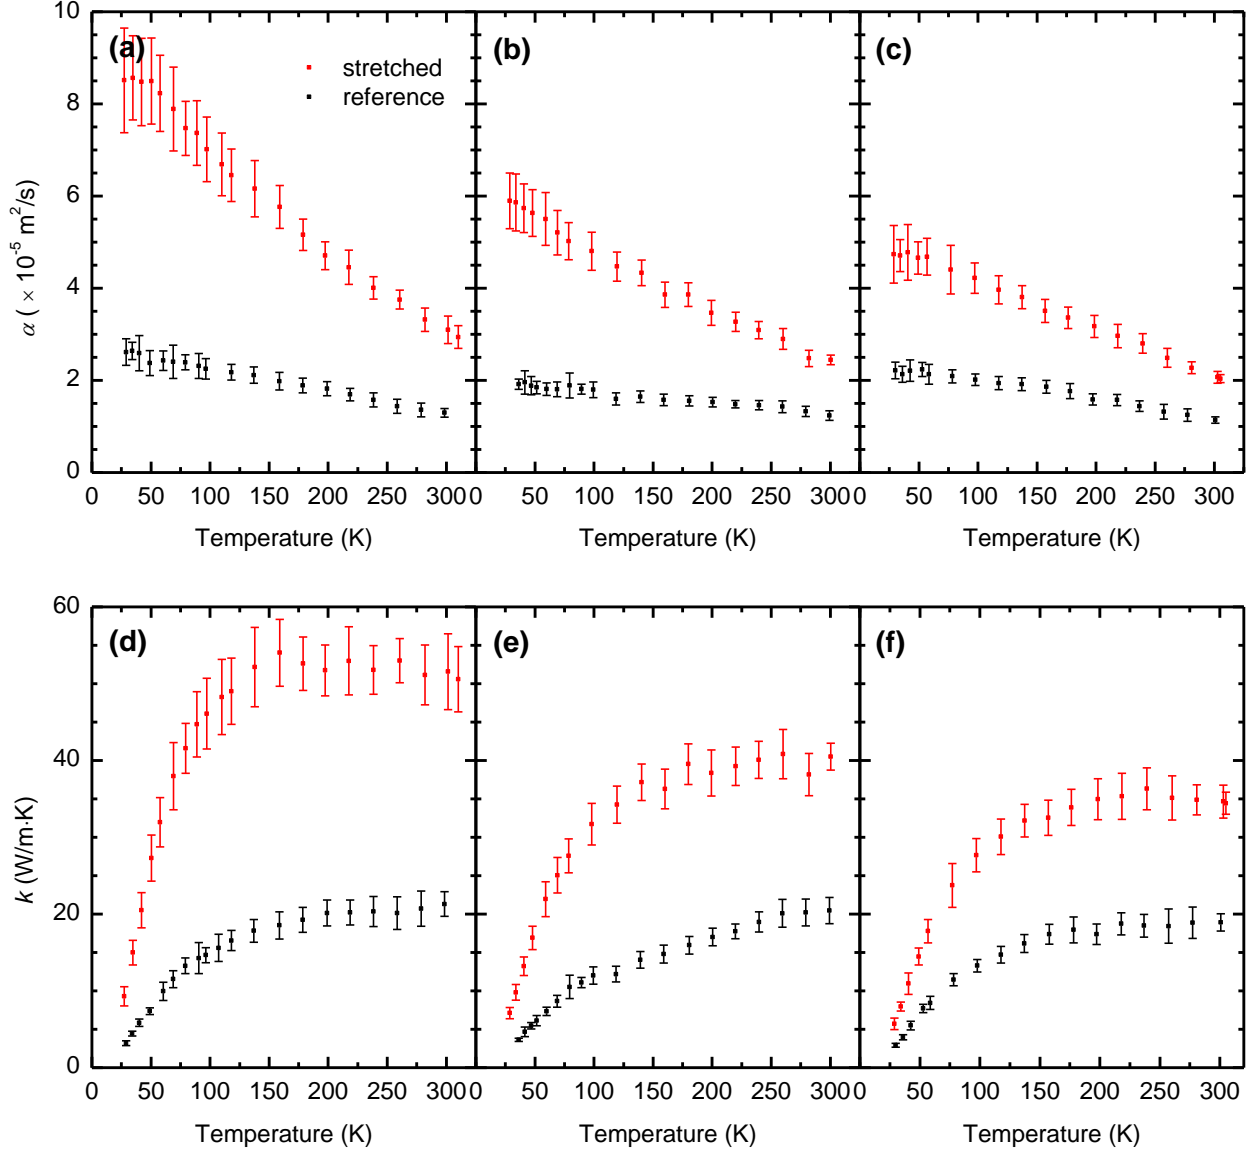 10
8
6
4
2
0
α ( × 10⁻⁵ m²/s)
(a)
stretched
reference
(b)
(c)
0 50 100 150 200 250 300
0 50 100 150 200 250 300
0 50 100 150 200 250 300
Temperature (K)
Temperature (K)
Temperature (K)
60
40
20
0
k (W/m·K)
(d)
(e)
(f)
0 50 100 150 200 250 300
0 50 100 150 200 250 300
0 50 100 150 200 250 300
Temperature (K)
Temperature (K)
Temperature (K)